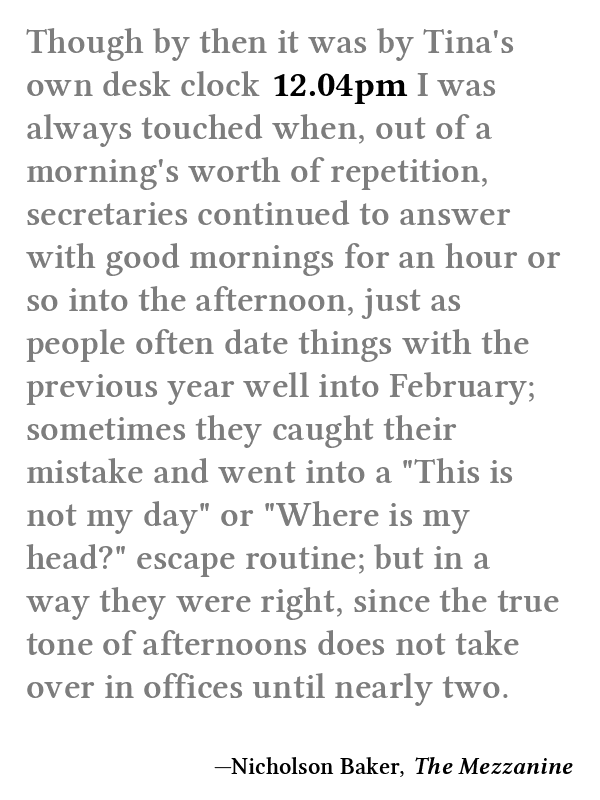 Though by then it was by Tina's
own desk clock 12.04pm I was
always touched when, out of a
morning's worth of repetition,
secretaries continued to answer
with good mornings for an hour or
so into the afternoon, just as
people often date things with the
previous year well into February;
sometimes they caught their
mistake and went into a "This is
not my day" or "Where is my
head?" escape routine; but in a
way they were right, since the true
tone of afternoons does not take
over in offices until nearly two.
—Nicholson Baker, The Mezzanine